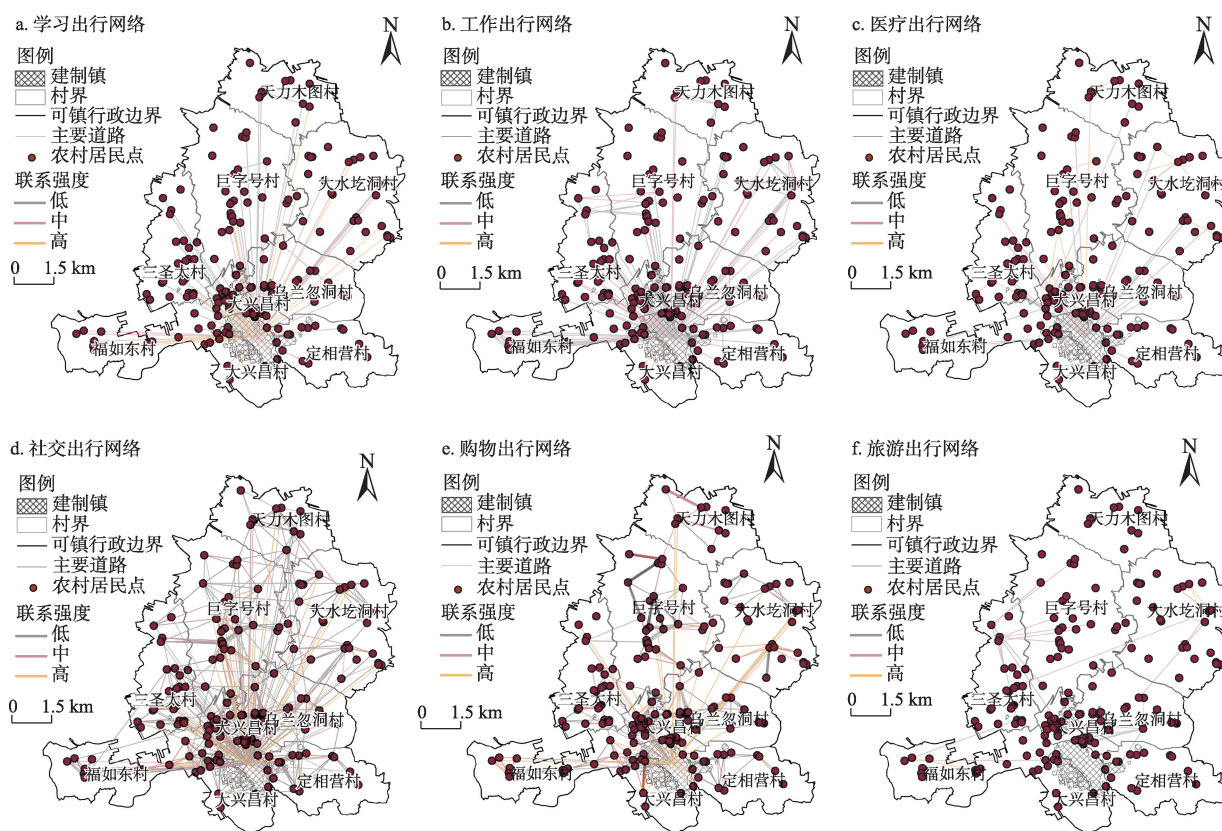 a. 学习出行网络
N
图例
建制镇
村界
可镇行政边界
主要道路
农村居民点
联系强度
低
中
高
0 1.5 km
天力木图村
巨字号村
大水圪洞村
三圣太村
乌兰忽洞村
大兴昌村
福如东村
定相营村
大兴昌村
b. 工作出行网络
N
图例
建制镇
村界
可镇行政边界
主要道路
农村居民点
联系强度
低
中
高
0 1.5 km
天力木图村
巨字号村
大水圪洞村
三圣太村
乌兰忽洞村
大兴昌村
福如东村
定相营村
大兴昌村
c. 医疗出行网络
N
图例
建制镇
村界
可镇行政边界
主要道路
农村居民点
联系强度
低
中
高
0 1.5 km
天力木图村
巨字号村
大水圪洞村
三圣太村
乌兰忽洞村
大兴昌村
福如东村
定相营村
大兴昌村
d. 社交出行网络
N
图例
建制镇
村界
可镇行政边界
主要道路
农村居民点
联系强度
低
中
高
0 1.5 km
天力木图村
巨字号村
大水圪洞村
三圣太村
乌兰忽洞村
大兴昌村
福如东村
定相营村
大兴昌村
e. 购物出行网络
N
图例
建制镇
村界
可镇行政边界
主要道路
农村居民点
联系强度
低
中
高
0 1.5 km
天力木图村
巨字号村
大水圪洞村
三圣太村
乌兰忽洞村
大兴昌村
福如东村
定相营村
大兴昌村
f. 旅游出行网络
N
图例
建制镇
村界
可镇行政边界
主要道路
农村居民点
联系强度
低
中
高
0 1.5 km
天力木图村
巨字号村
大水圪洞村
三圣太村
乌兰忽洞村
大兴昌村
福如东村
定相营村
大兴昌村